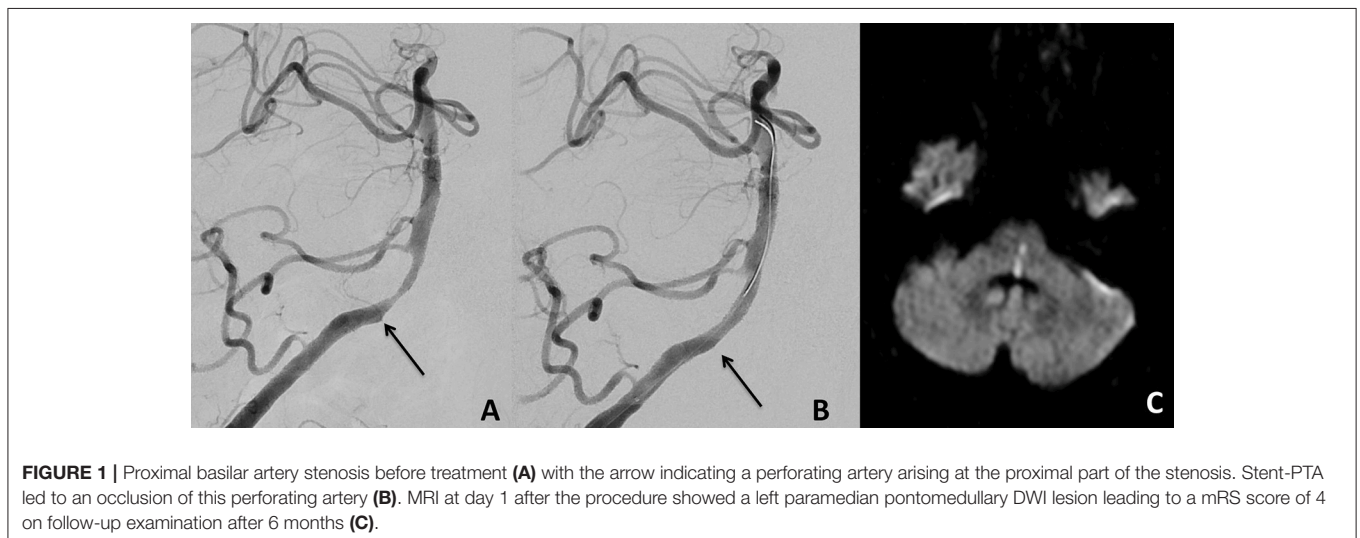 A
B
C
FIGURE 1 | Proximal basilar artery stenosis before treatment (A) with the arrow indicating a perforating artery arising at the proximal part of the stenosis. Stent-PTA
led to an occlusion of this perforating artery (B). MRI at day 1 after the procedure showed a left paramedian pontomedullary DWI lesion leading to a mRS score of 4
on follow-up examination after 6 months (C).